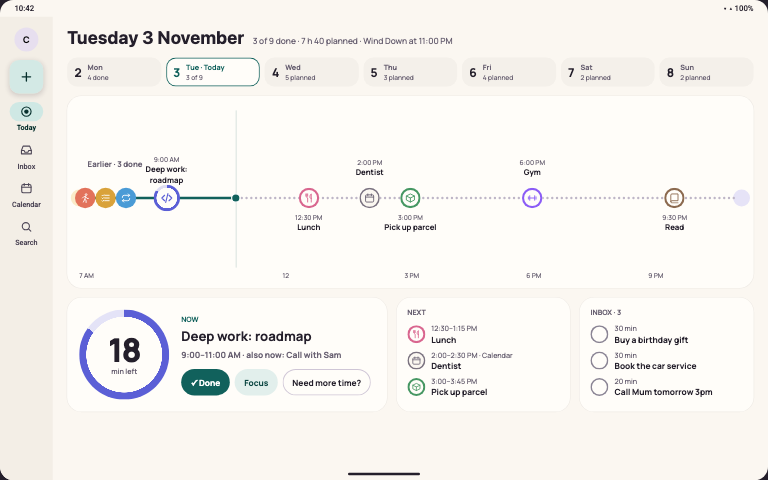 10:42
100%
C
Tuesday 3 November
3 of 9 done · 7 h 40 planned · Wind Down at 11:00 PM
2 Mon
4 done
3 Tue · Today
3 of 9
4 Wed
5 planned
5 Thu
3 planned
6 Fri
4 planned
7 Sat
2 planned
8 Sun
2 planned
+
Today
Inbox
Calendar
Search
Earlier · 3 done
9:00 AM
Deep work:
roadmap
2:00 PM
Dentist
6:00 PM
Gym
12:30 PM
Lunch
3:00 PM
Pick up parcel
9:30 PM
Read
7 AM
12
3 PM
6 PM
9 PM
18
min left
NOW
Deep work: roadmap
9:00–11:00 AM · also now: Call with Sam
✓ Done
Focus
Need more time?
NEXT
12:30–1:15 PM
Lunch
2:00–2:30 PM · Calendar
Dentist
3:00–3:45 PM
Pick up parcel
INBOX · 3
30 min
Buy a birthday gift
30 min
Book the car service
20 min
Call Mum tomorrow 3pm